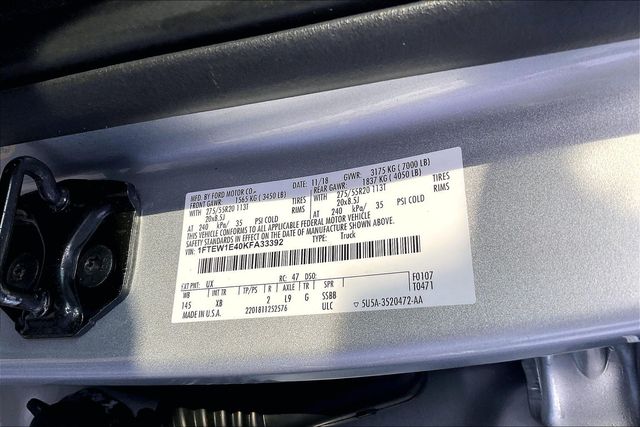 MFD. BY FORD MOTOR CO. DATE: 11/18 GVWR: 3175 KG (7000 LB)
FRONT GAWR: 1565 KG (3450 LB) REAR GAWR: 1837 KG (4050 LB)
WITH 275/55R20 113T TIRES WITH 275/55R20 113T TIRES
20x8.5J RIMS 20x8.5J RIMS
AT 240 kPa/ 35 PSI COLD AT 240 kPa/ 35 PSI COLD
THIS VEHICLE CONFORMS TO ALL APPLICABLE FEDERAL MOTOR VEHICLE
SAFETY STANDARDS IN EFFECT ON THE DATE OF MANUFACTURE SHOWN ABOVE.
VIN: 1FTEW1E40KFA33392 TYPE: Truck
EXT PNT: UX RC: 47 DSO: F0107
WB INT TR TP/PS R AXLE TR SPR T0471
145 XB 2 L9 G SSBB
MADE IN U.S.A. 2201811252576 ULC ▽ 5U5A-3520472-AA